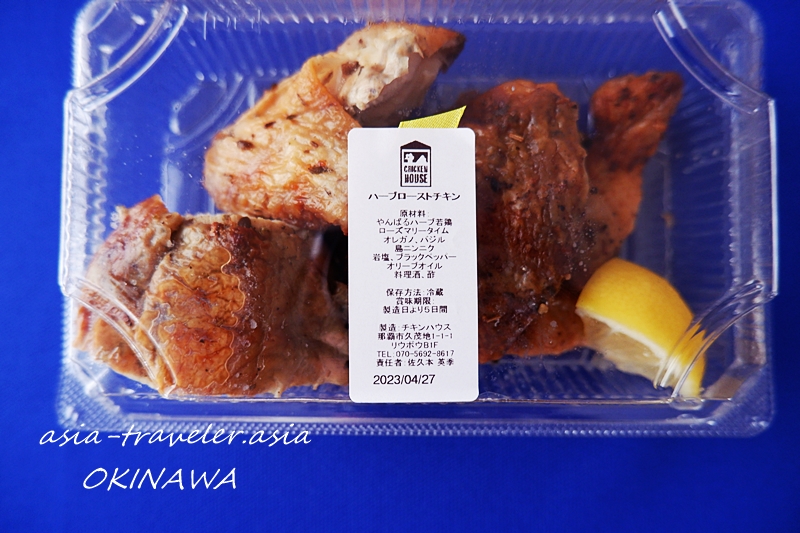 CHICKEN
HOUSE
ハーブローストチキン
原材料
やんばるハーブ若鶏
ローズマリータイム
オレガノ、バジル
島ニンニク
岩塩、ブラックペッパー
オリーブオイル
料理酒、酢
保存方法:冷蔵
賞味期限
製造日より5日間
製造:チキンハウス
那覇市久茂地1-1-1
リウボウB1F
TEL.070-5692-8617
責任者:佐久本 英季
2023/04/27
asia-traveler.asia
OKINAWA